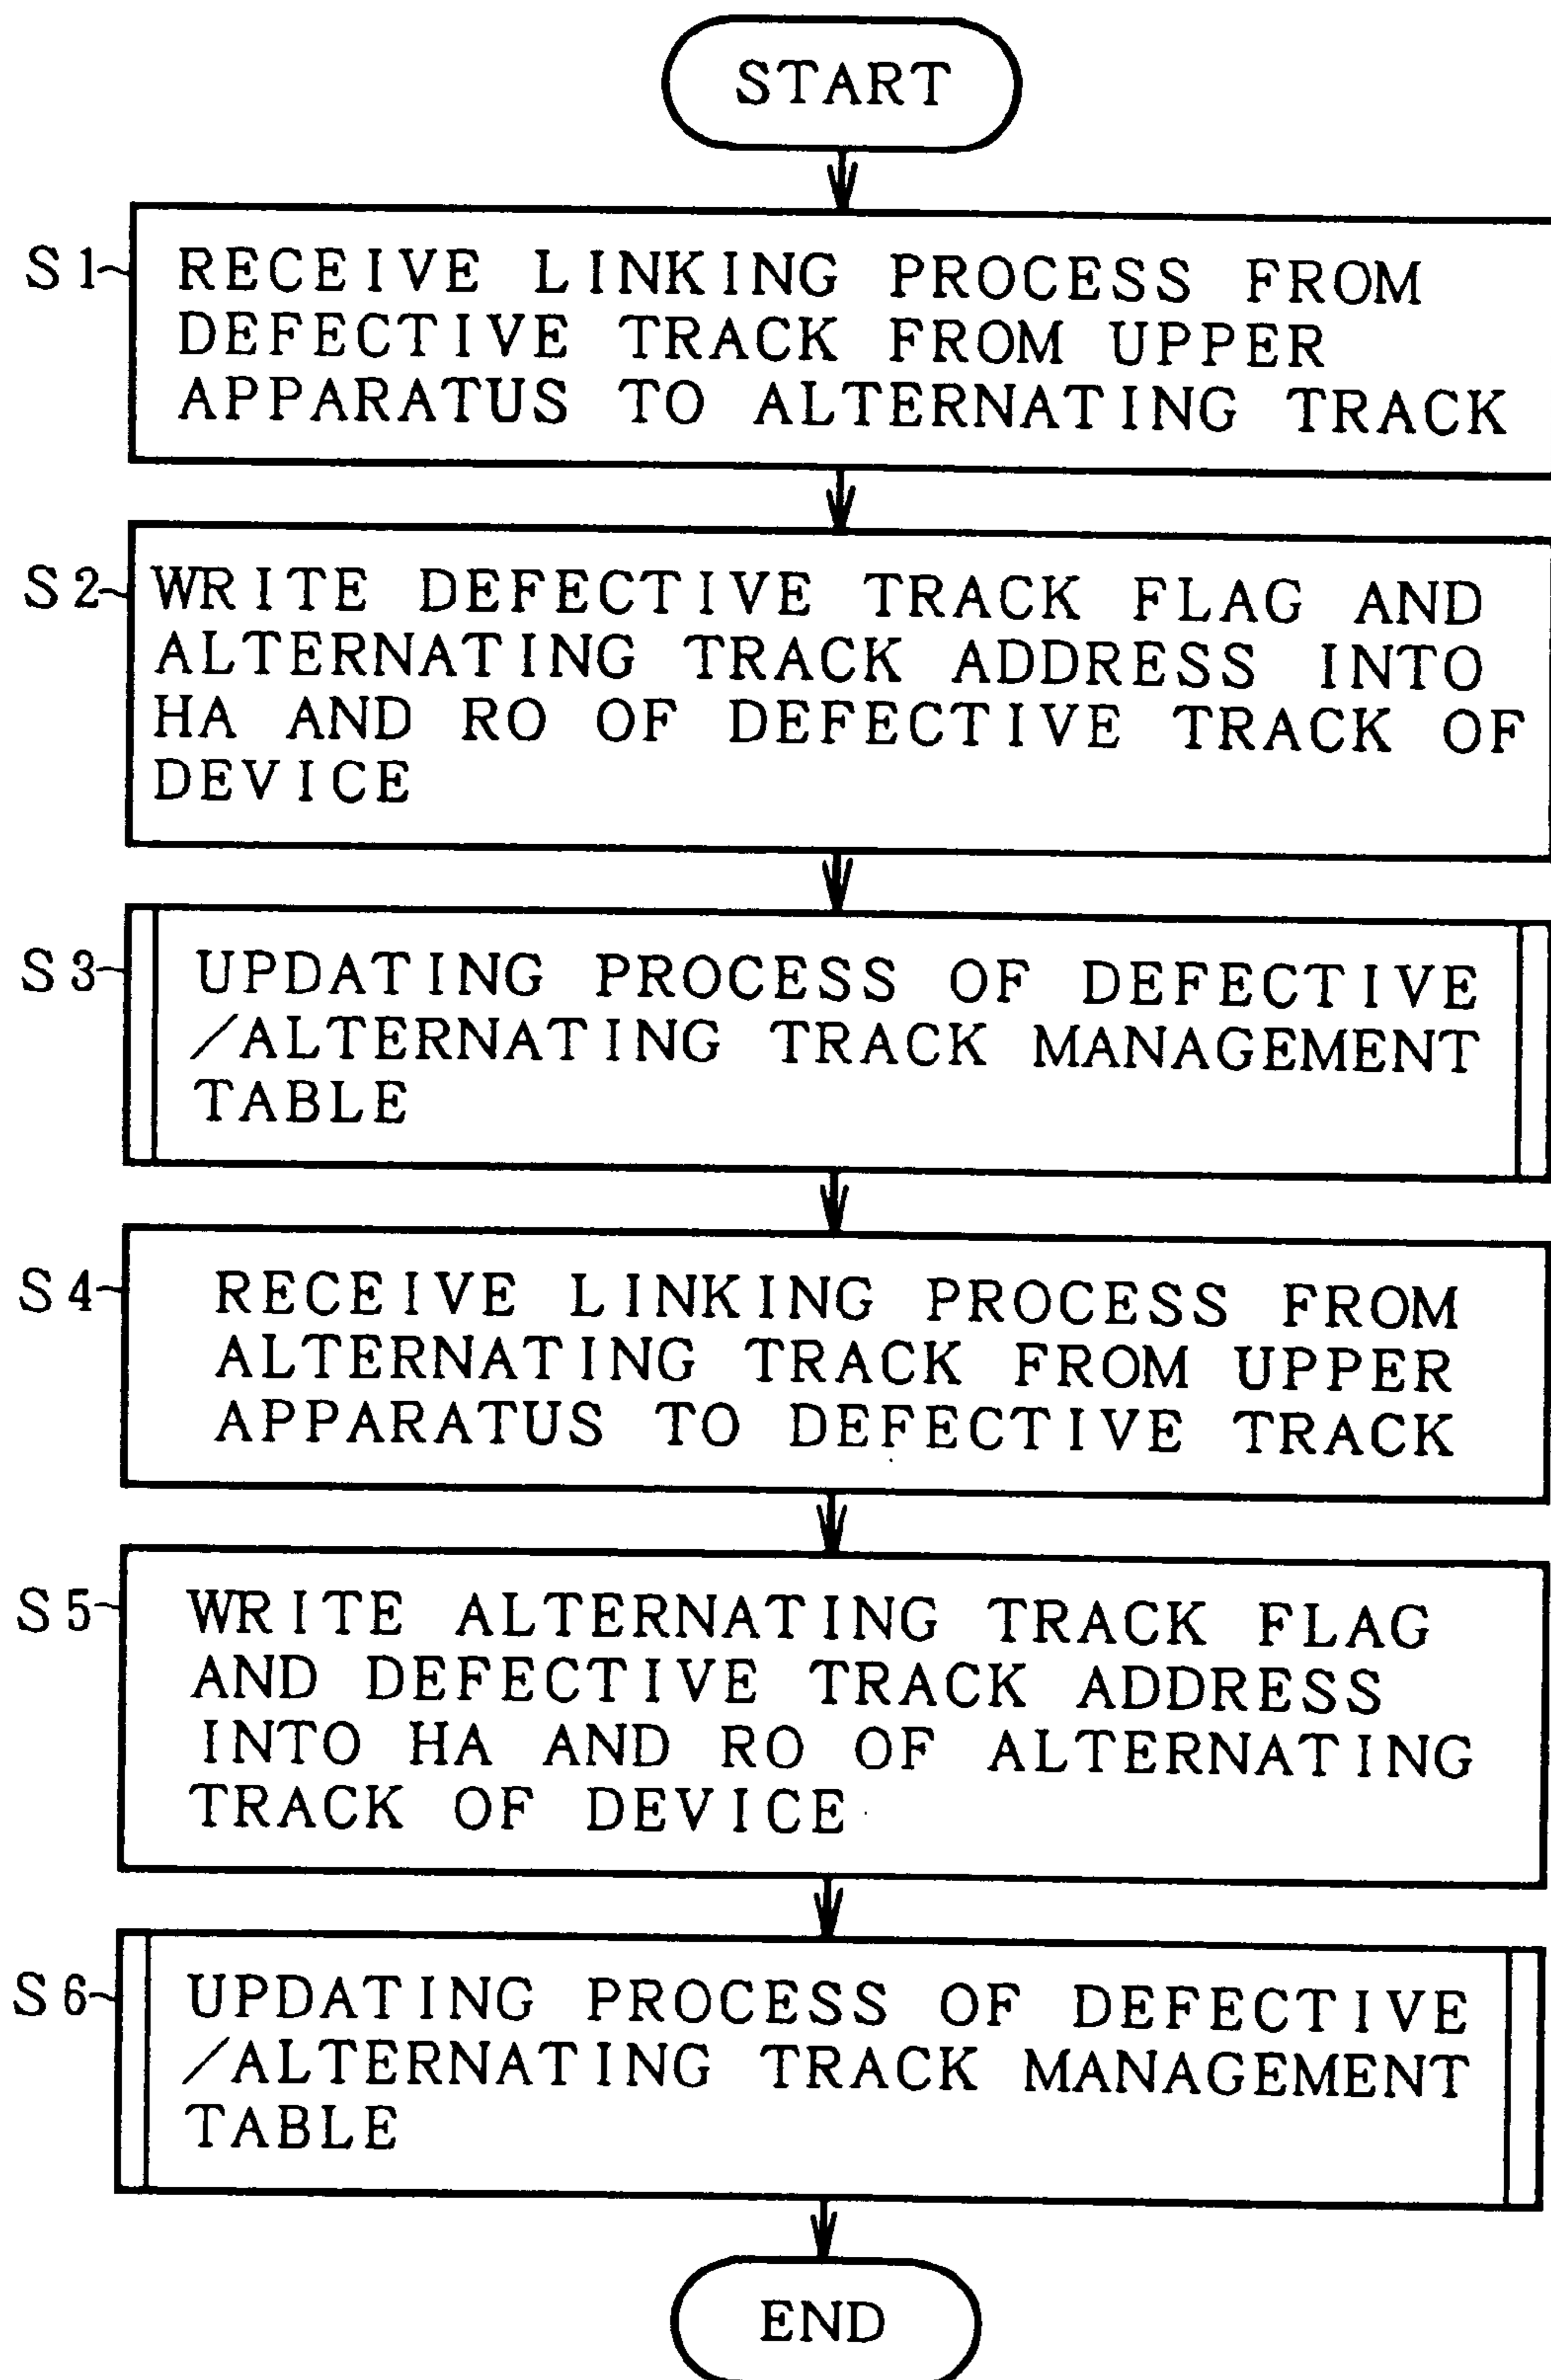 START
S1
RECEIVE LINKING PROCESS FROM
DEFECTIVE TRACK FROM UPPER
APPARATUS TO ALTERNATING TRACK
S2
WRITE DEFECTIVE TRACK FLAG AND
ALTERNATING TRACK ADDRESS INTO
HA AND RO OF DEFECTIVE TRACK OF
DEVICE
S3
UPDATING PROCESS OF DEFECTIVE
/ALTERNATING TRACK MANAGEMENT
TABLE
S4
RECEIVE LINKING PROCESS FROM
ALTERNATING TRACK FROM UPPER
APPARATUS TO DEFECTIVE TRACK
S5
WRITE ALTERNATING TRACK FLAG
AND DEFECTIVE TRACK ADDRESS
INTO HA AND RO OF ALTERNATING
TRACK OF DEVICE
S6
UPDATING PROCESS OF DEFECTIVE
/ALTERNATING TRACK MANAGEMENT
TABLE
END